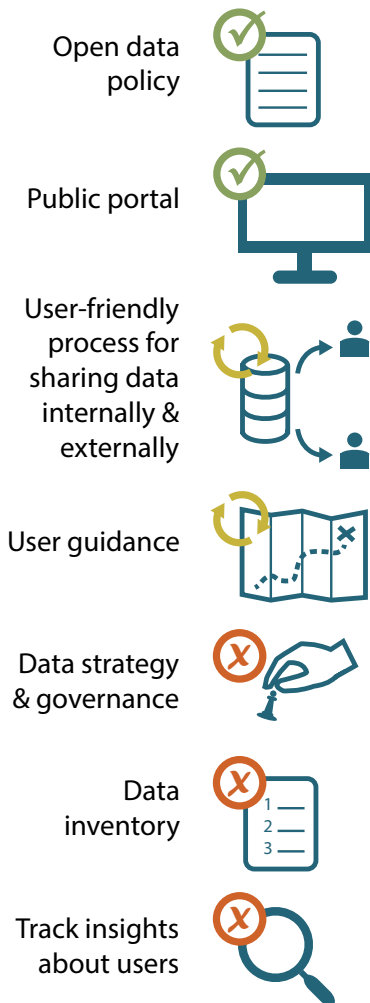 Open data
policy
Public portal
User-friendly
process for
sharing data
internally &
externally
User guidance
Data strategy
& governance
Data
inventory
1
2
3
Track insights
about users